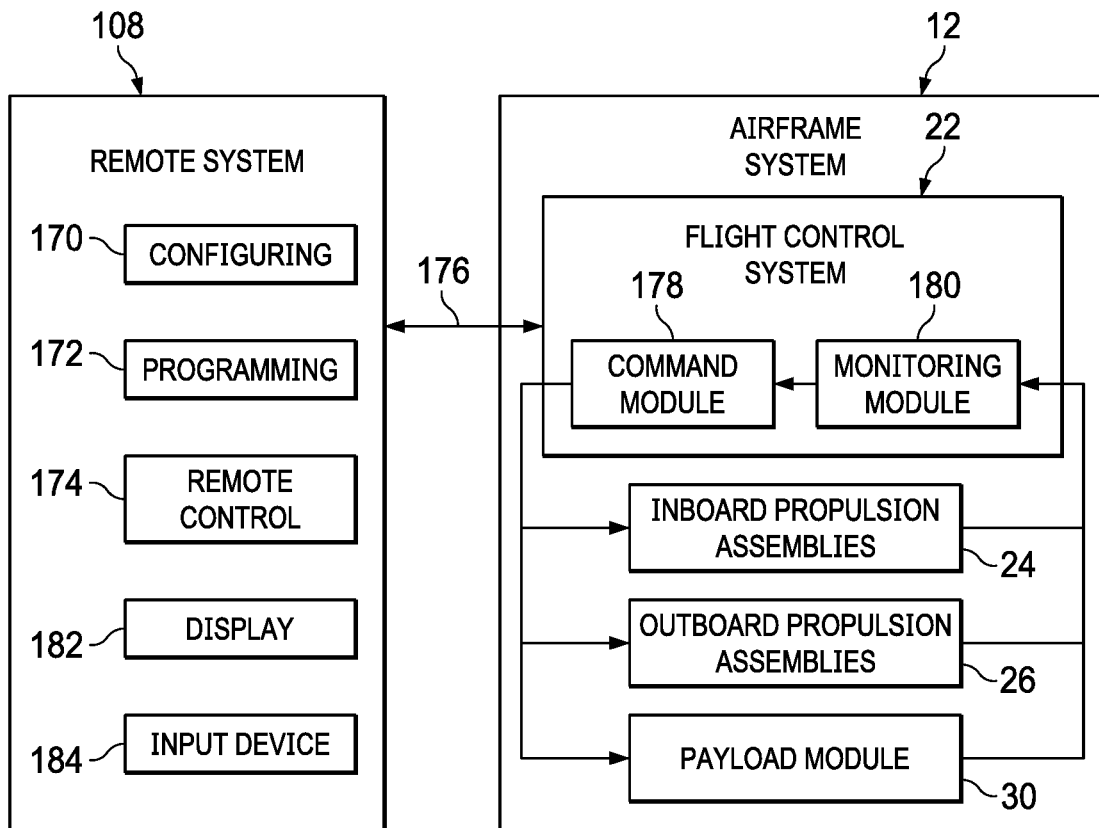 108
REMOTE SYSTEM
170
CONFIGURING
172
PROGRAMMING
174
REMOTE
CONTROL
182
DISPLAY
184
INPUT DEVICE
176
12
AIRFRAME
SYSTEM
22
FLIGHT CONTROL
SYSTEM
178
180
COMMAND
MODULE
MONITORING
MODULE
INBOARD PROPULSION
ASSEMBLIES
24
OUTBOARD PROPULSION
ASSEMBLIES
26
PAYLOAD MODULE
30